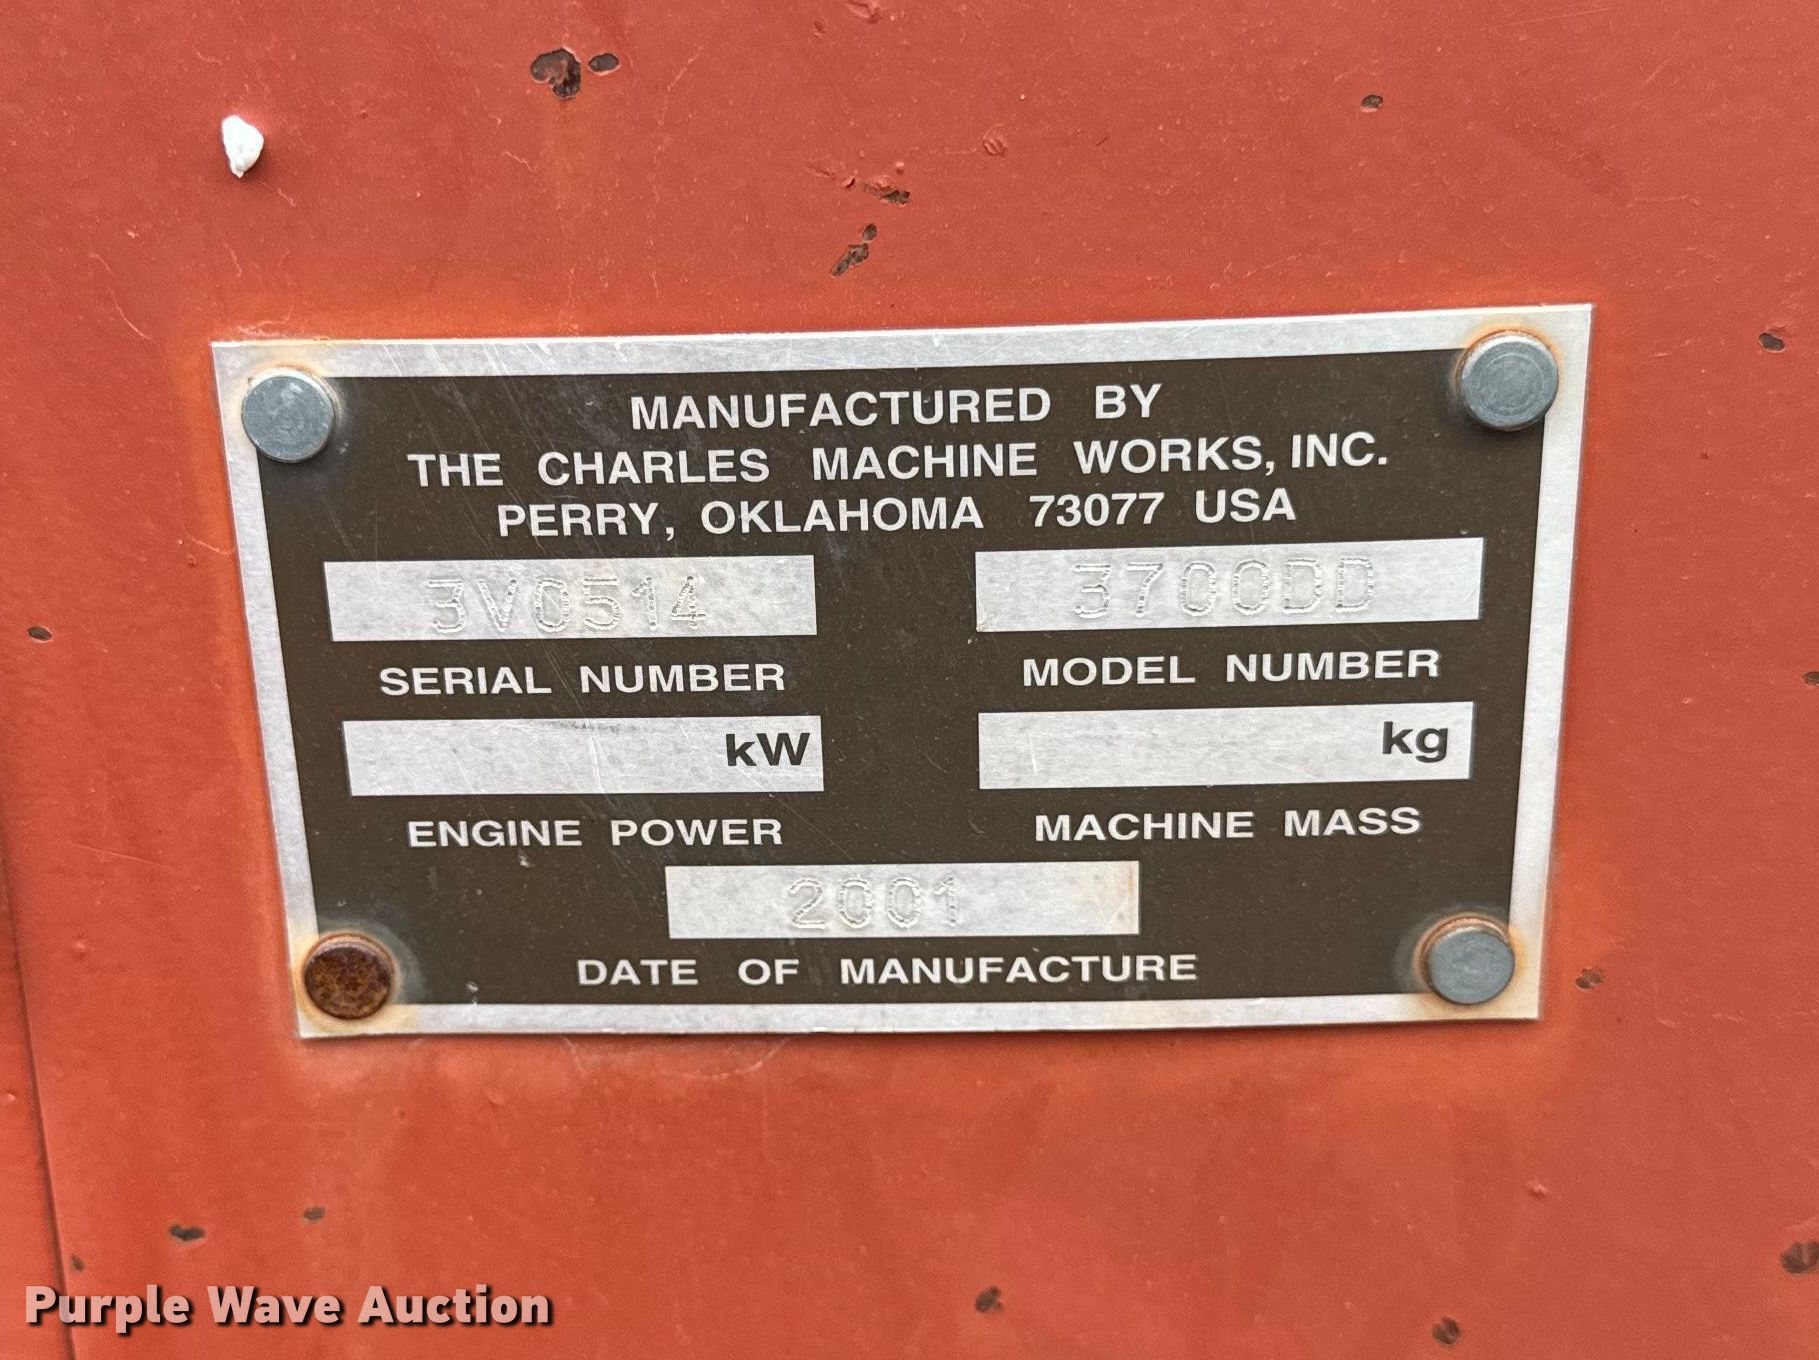 MANUFACTURED BY
THE CHARLES MACHINE WORKS, INC.
PERRY, OKLAHOMA 73077 USA
3V0514 3700DD
SERIAL NUMBER MODEL NUMBER
kW kg
ENGINE POWER MACHINE MASS
2001
DATE OF MANUFACTURE
Purple Wave Auction